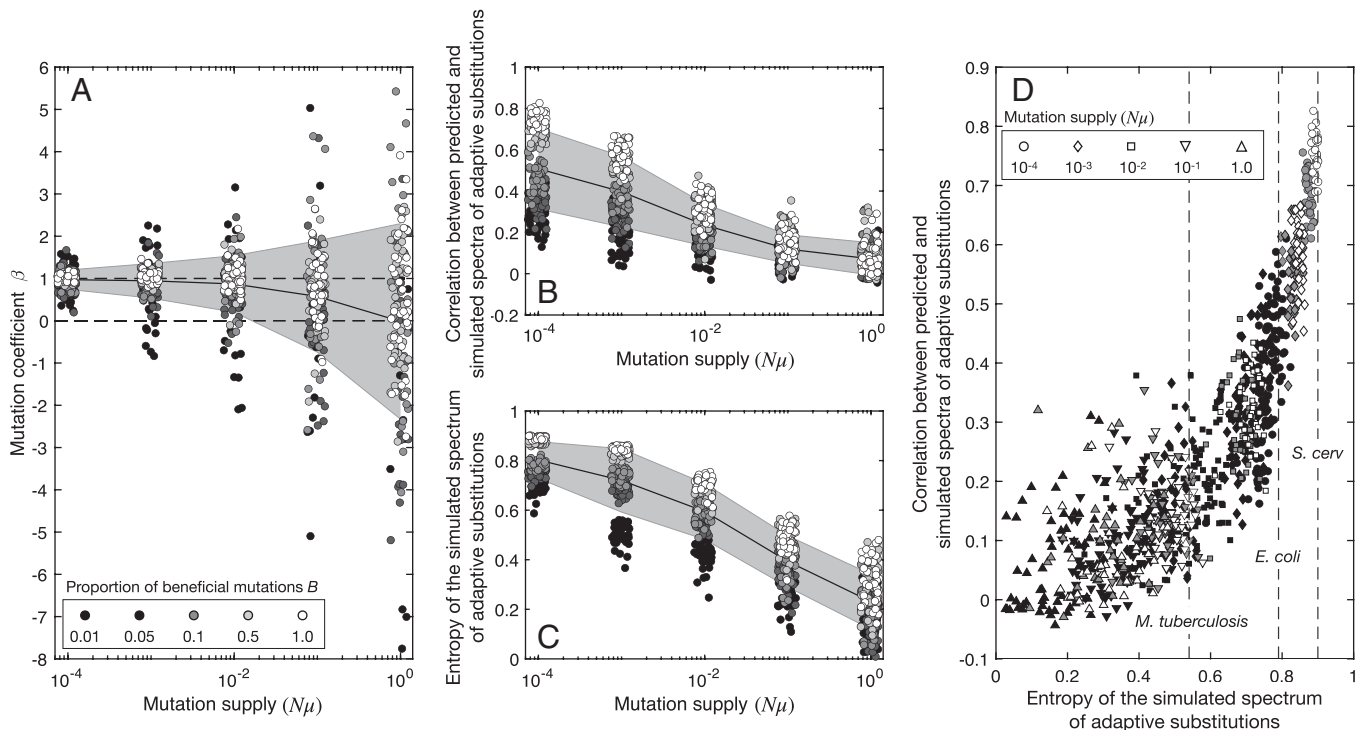 A
Mutation coefficient β
6
5
4
3
2
1
0
-1
-2
-3
-4
-5
-6
-7
-8
Proportion of beneficial mutations B
0.01 0.05 0.1 0.5 1.0
10-4 10-2 100
Mutation supply (Nμ)
Correlation between predicted and
simulated spectra of adaptive substitutions
1
0.8
0.6
0.4
0.2
0
-0.2
B
10-4 10-2 100
Mutation supply (Nμ)
Entropy of the simulated spectrum
of adaptive substitutions
1
0.8
0.6
0.4
0.2
0
C
10-4 10-2 100
Mutation supply (Nμ)
Correlation between predicted and
simulated spectra of adaptive substitutions
0.9
0.8
0.7
0.6
0.5
0.4
0.3
0.2
0.1
0
-0.1
D
Mutation supply (Nμ)
10-4 10-3 10-2 10-1 1.0
S. cerv
E. coli
M. tuberculosis
0 0.2 0.4 0.6 0.8 1
Entropy of the simulated spectrum
of adaptive substitutions